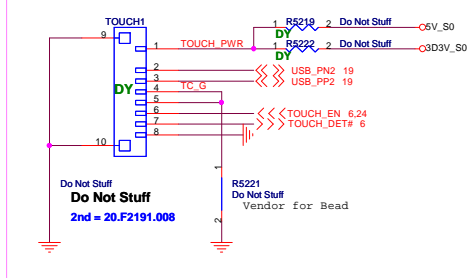 TOUCH1
9
1 TOUCH_PWR
1 R5219 2 Do Not Stuff 5V_S0
DY
1 R5222 2 Do Not Stuff 3D3V_S0
DY
2 USB_PN2 19
3 USB_PP2 19
DY 4 TC_G
5
6 TOUCH_EN 6,24
7 TOUCH_DET# 6
8
10
1
Do Not Stuff
Do Not Stuff
2nd = 20.F2191.008
R5221
Do Not Stuff
Vendor for Bead
2